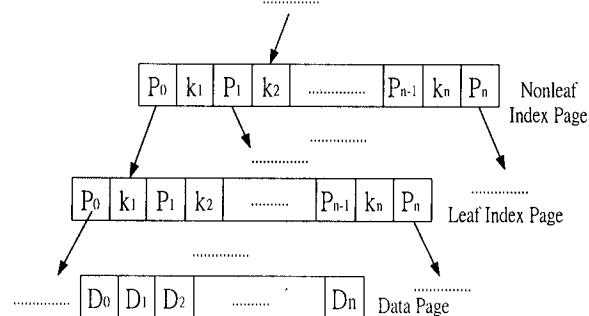 P0 k1 P1 k2 ............... Pn-1 kn Pn
Nonleaf
Index Page
P0 k1 P1 k2 .......... Pn-1 kn Pn
Leaf Index Page
D0 D1 D2 .......... Dn
Data Page